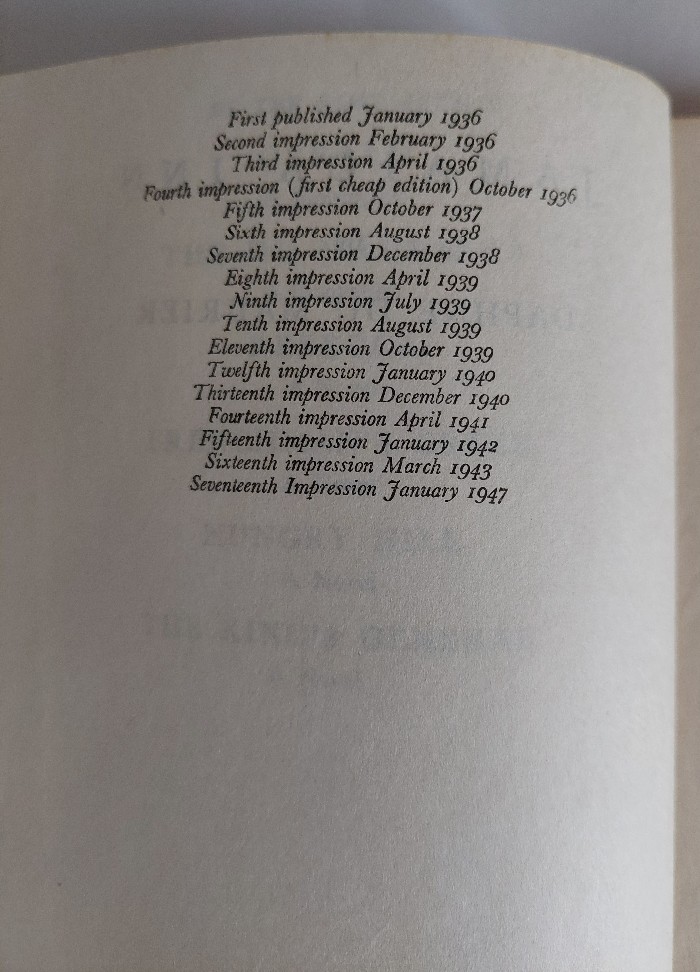 First published January 1936
Second impression February 1936
Third impression April 1936
Fourth impression (first cheap edition) October 1936
Fifth impression October 1937
Sixth impression August 1938
Seventh impression December 1938
Eighth impression April 1939
Ninth impression July 1939
Tenth impression August 1939
Eleventh impression October 1939
Twelfth impression January 1940
Thirteenth impression December 1940
Fourteenth impression April 1941
Fifteenth impression January 1942
Sixteenth impression March 1943
Seventeenth Impression January 1947
HUNGRY HILL